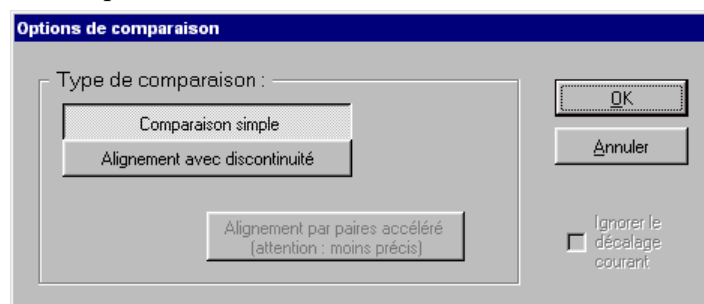 Options de comparaison
Type de comparaison :
Comparaison simple
Alignement avec discontinuité
Alignement par paires accéléré
(attention : moins précis)
OK
Annuler
Ignorer le
décalage
courant